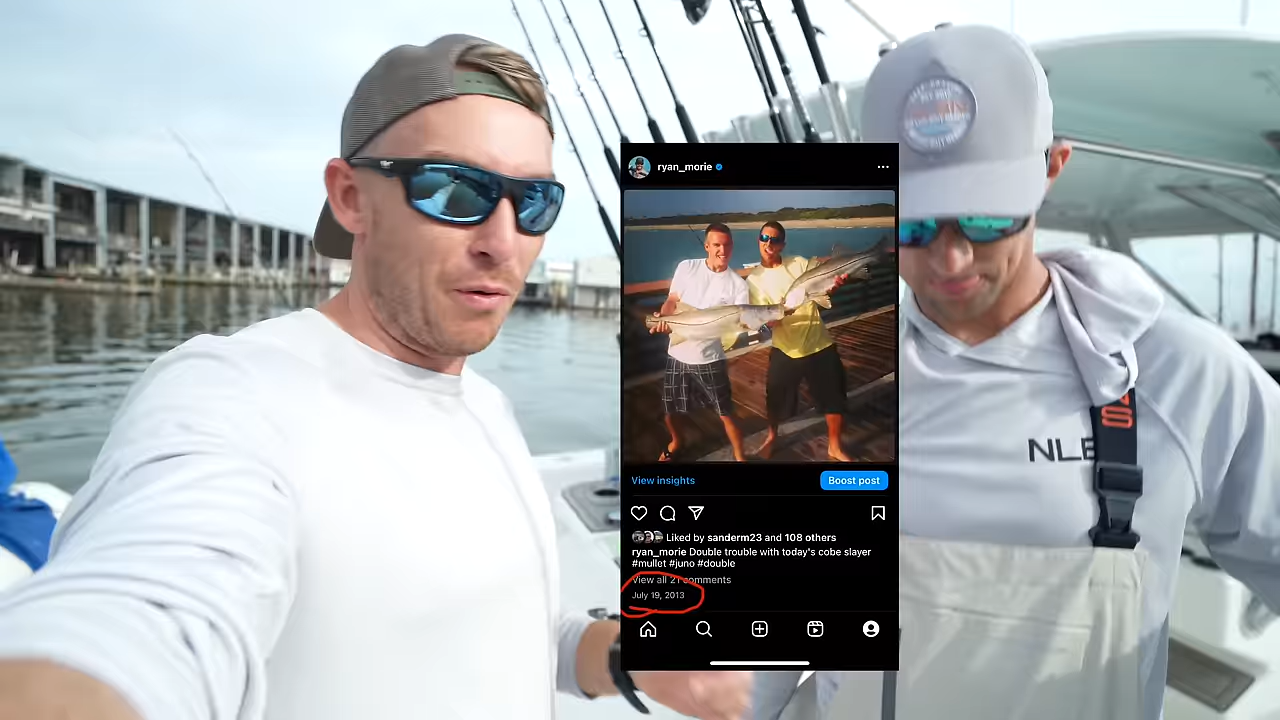 ryan_morie
View insights
Boost post
Liked by sanderm23 and 108 others
ryan_morie Double trouble with today's cobe slayer
#mullet #juno #double
View all 21 comments
July 19, 2013
NLB